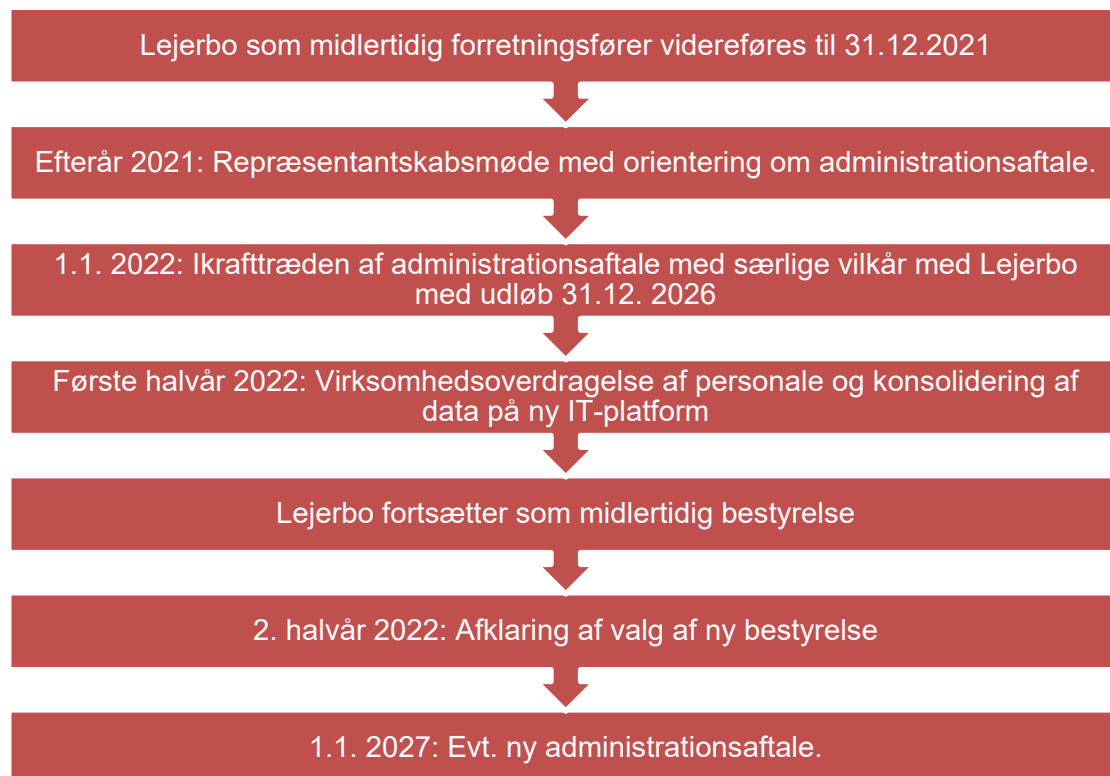 Lejerbo som midlertidig forretningsfører videreføres til 31.12.2021
Efterår 2021: Repræsentantskabsmøde med orientering om administrationsaftale.
1.1. 2022: Ikrafttræden af administrationsaftale med særlige vilkår med Lejerbo
med udløb 31.12. 2026
Første halvår 2022: Virksomhedsoverdragelse af personale og konsolidering af
data på ny IT-platform
Lejerbo fortsætter som midlertidig bestyrelse
2. halvår 2022: Afklaring af valg af ny bestyrelse
1.1. 2027: Evt. ny administrationsaftale.